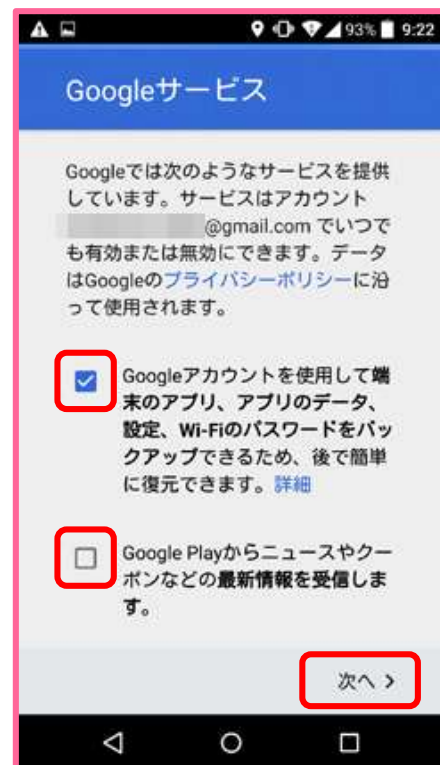 93% 9:22
Googleサービス
Googleでは次のようなサービスを提供
しています。サービスはアカウント
@gmail.com でいつで
も有効または無効にできます。データ
はGoogleのプライバシーポリシーに沿
って使用されます。
Googleアカウントを使用して端
末のアプリ、アプリのデータ、
設定、Wi-Fiのパスワードをバッ
クアップできるため、後で簡単
に復元できます。詳細
Google Playからニュースやクー
ポンなどの最新情報を受信しま
す。
次へ